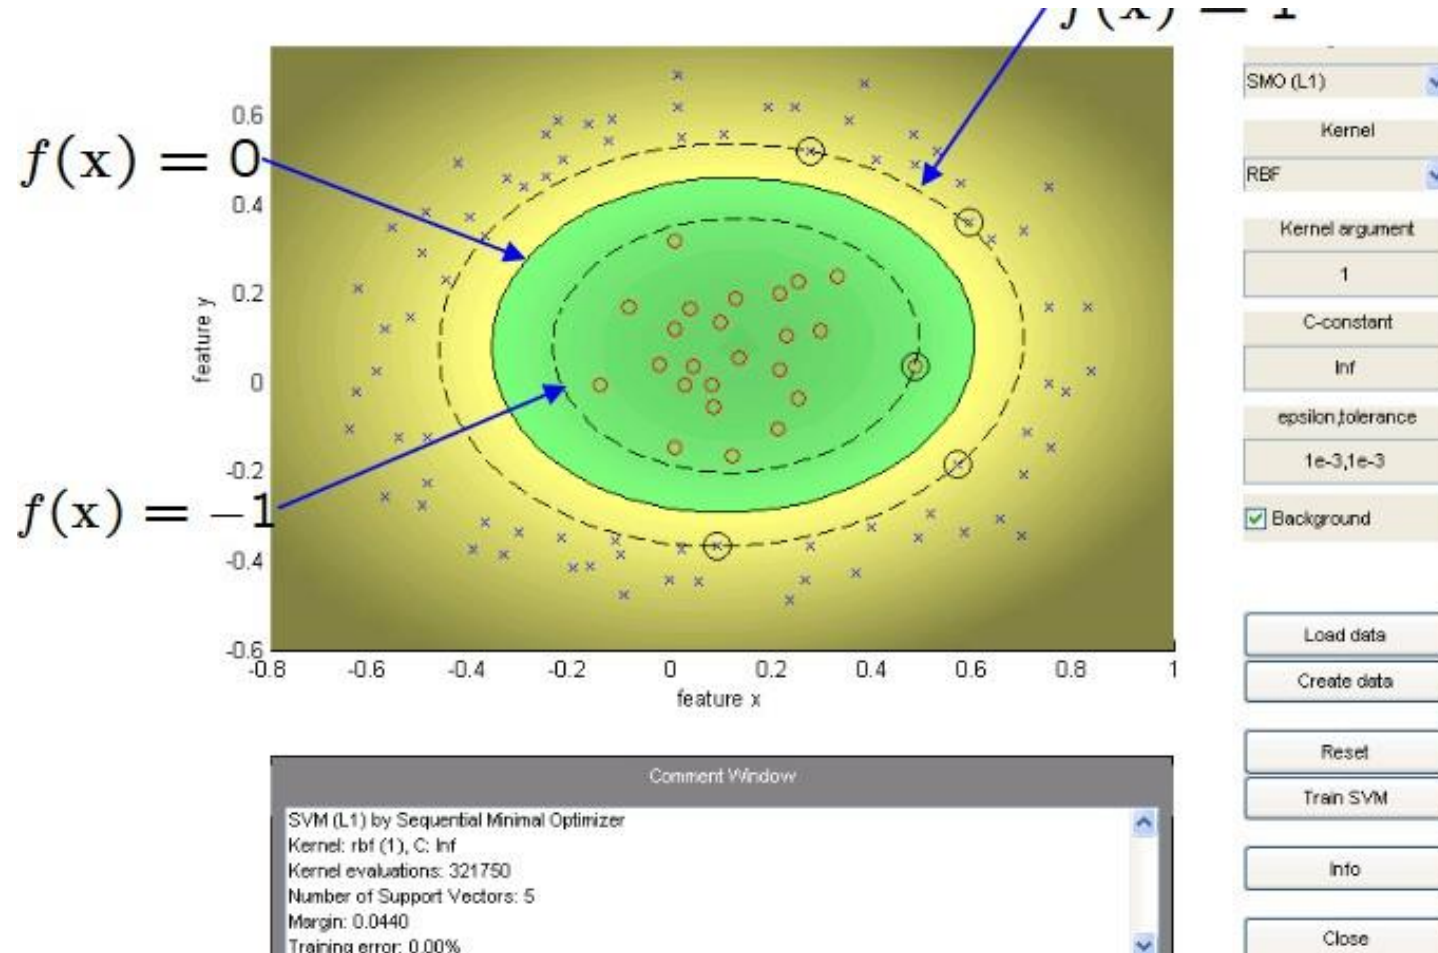 f(x) = 1
f(x) = 0
f(x) = −1
0.6
0.4
0.2
0
-0.2
-0.4
-0.6
feature y
-0.8 -0.6 -0.4 -0.2 0 0.2 0.4 0.6 0.8 1
feature x
SMO (L1)
Kernel
RBF
Kernel argument
1
C-constant
Inf
epsilon,tolerance
1e-3,1e-3
Background
Load data
Create data
Reset
Train SVM
Info
Close
Comment Window
SVM (L1) by Sequential Minimal Optimizer
Kernel: rbf (1), C: Inf
Kernel evaluations: 321750
Number of Support Vectors: 5
Margin: 0.0440
Training error: 0.00%